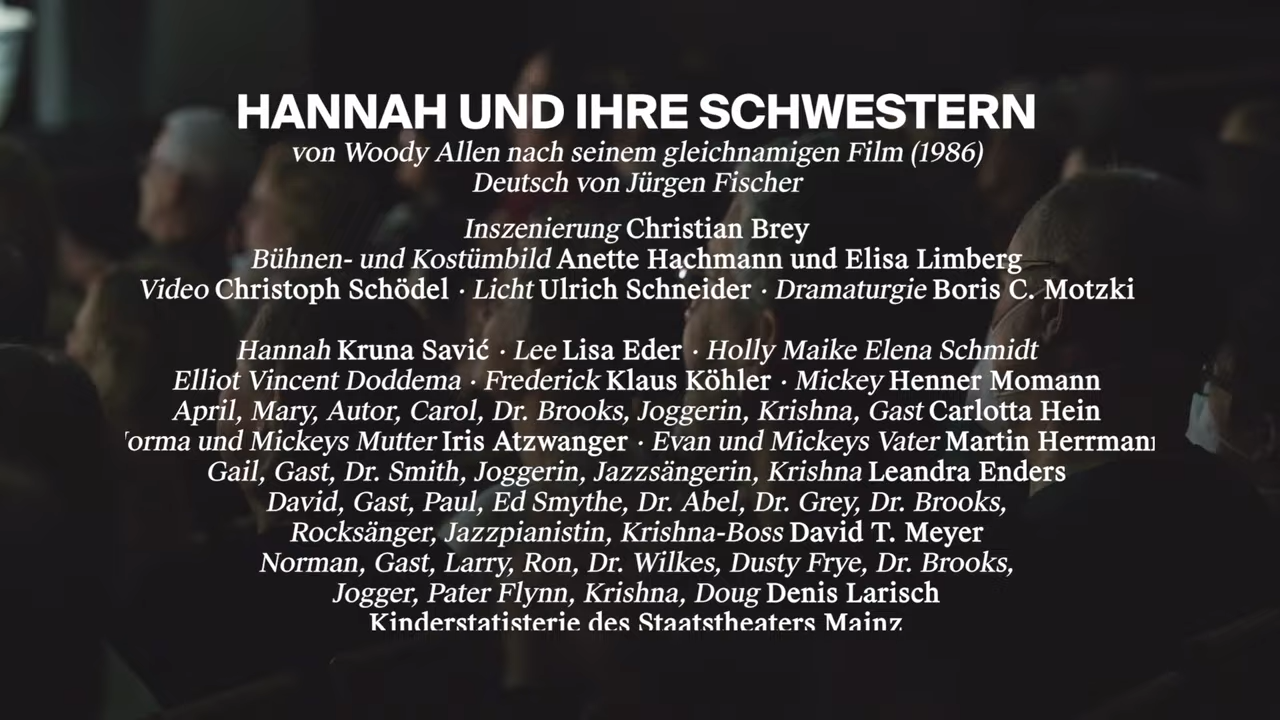 HANNAH UND IHRE SCHWESTERN
von Woody Allen nach seinem gleichnamigen Film (1986)
Deutsch von Jürgen Fischer
Inszenierung Christian Brey
Bühnen- und Kostümbild Anette Hachmann und Elisa Limberg
Video Christoph Schödel · Licht Ulrich Schneider · Dramaturgie Boris C. Motzki
Hannah Kruna Savić · Lee Lisa Eder · Holly Maike Elena Schmidt
Elliot Vincent Doddema · Frederick Klaus Köhler · Mickey Henner Momann
April, Mary, Autor, Carol, Dr. Brooks, Joggerin, Krishna, Gast Carlotta Hein
orma und Mickeys Mutter Iris Atzwanger · Evan und Mickeys Vater Martin Herrman
Gail, Gast, Dr. Smith, Joggerin, Jazzsängerin, Krishna Leandra Enders
David, Gast, Paul, Ed Smythe, Dr. Abel, Dr. Grey, Dr. Brooks,
Rocksänger, Jazzpianistin, Krishna-Boss David T. Meyer
Norman, Gast, Larry, Ron, Dr. Wilkes, Dusty Frye, Dr. Brooks,
Jogger, Pater Flynn, Krishna, Doug Denis Larisch
Kinderstatisterie des Staatstheaters Mainz